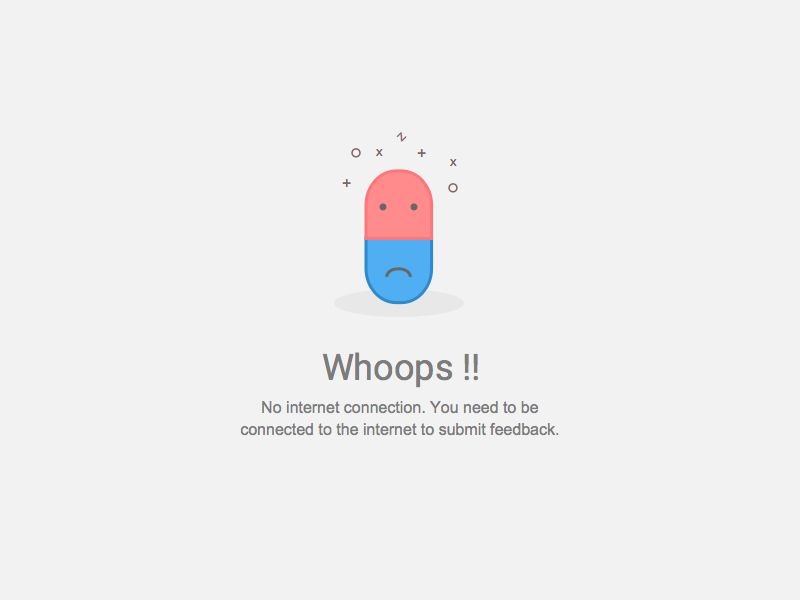 z
o x + x
+ o
Whoops !!
No internet connection. You need to be
connected to the internet to submit feedback.